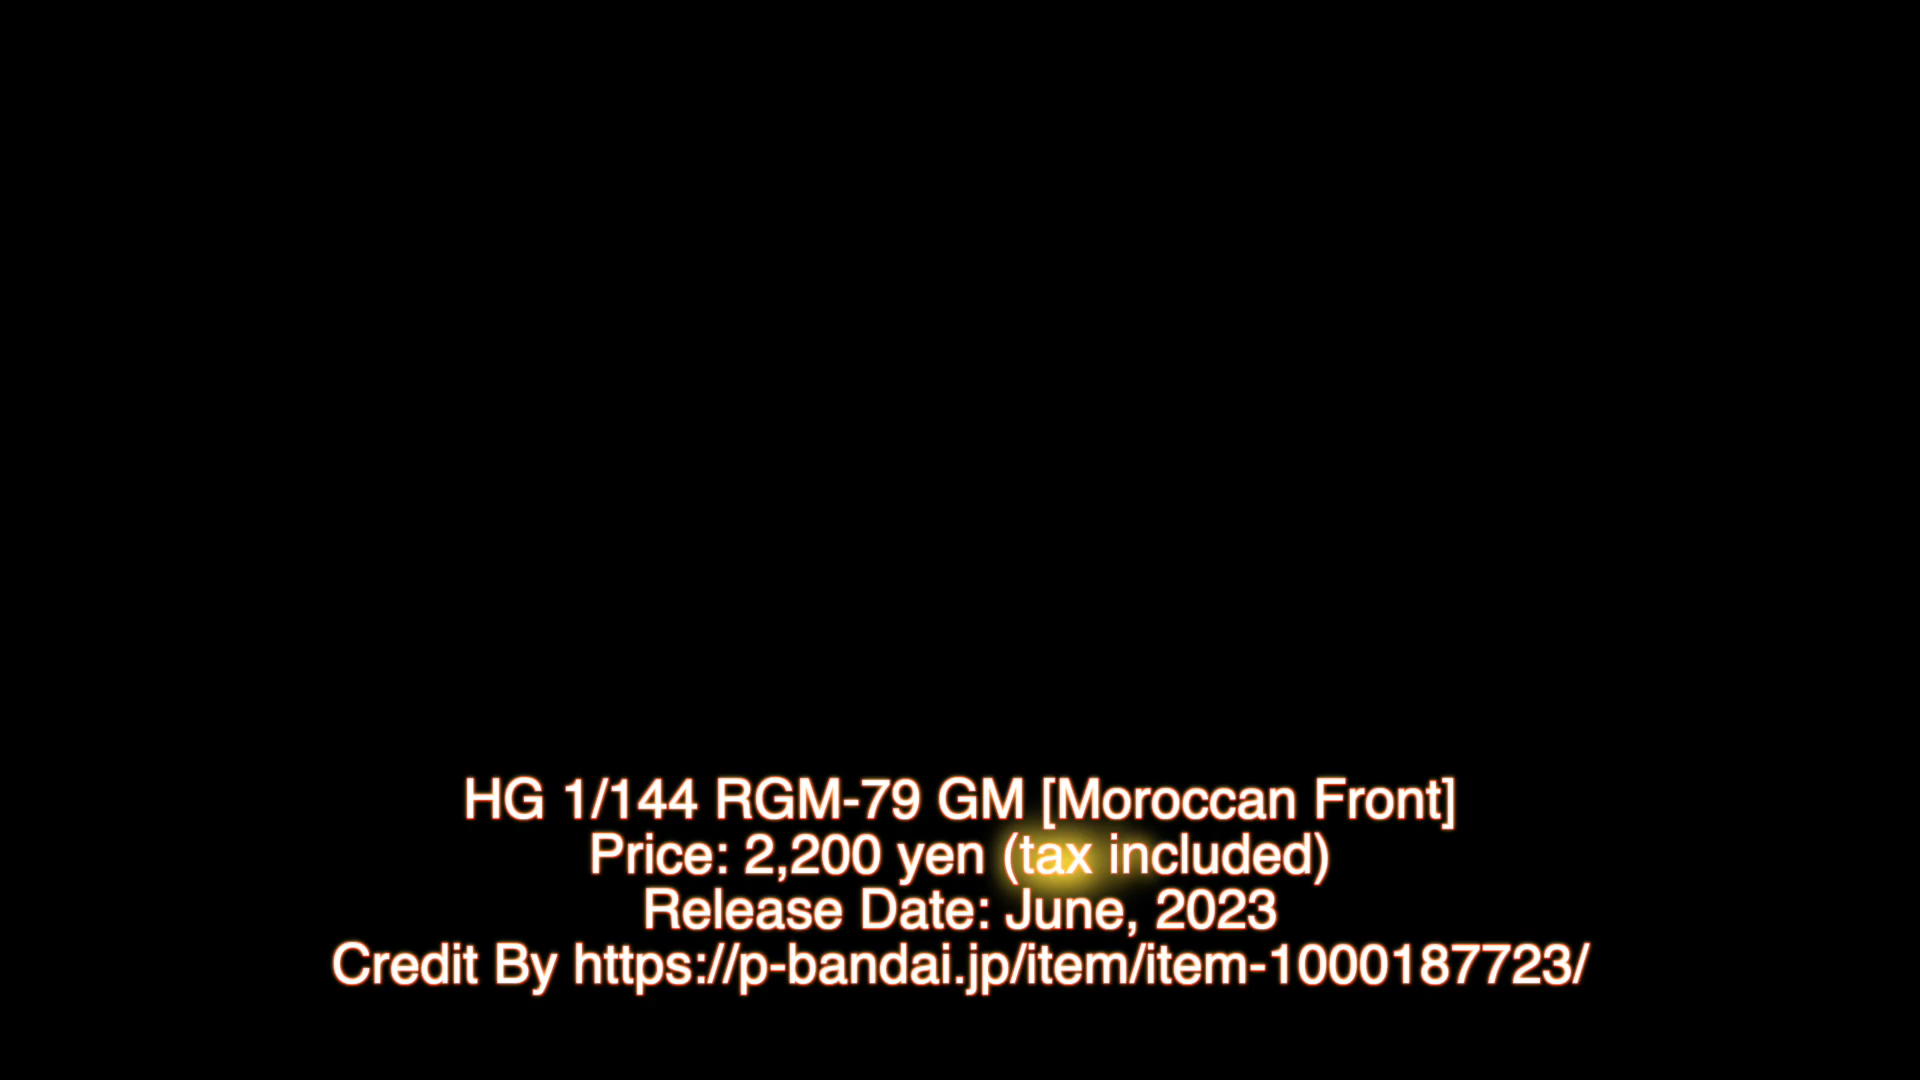 HG 1/144 RGM-79 GM [Moroccan Front]
Price: 2,200 yen (tax included)
Release Date: June, 2023
Credit By https://p-bandai.jp/item/item-1000187723/